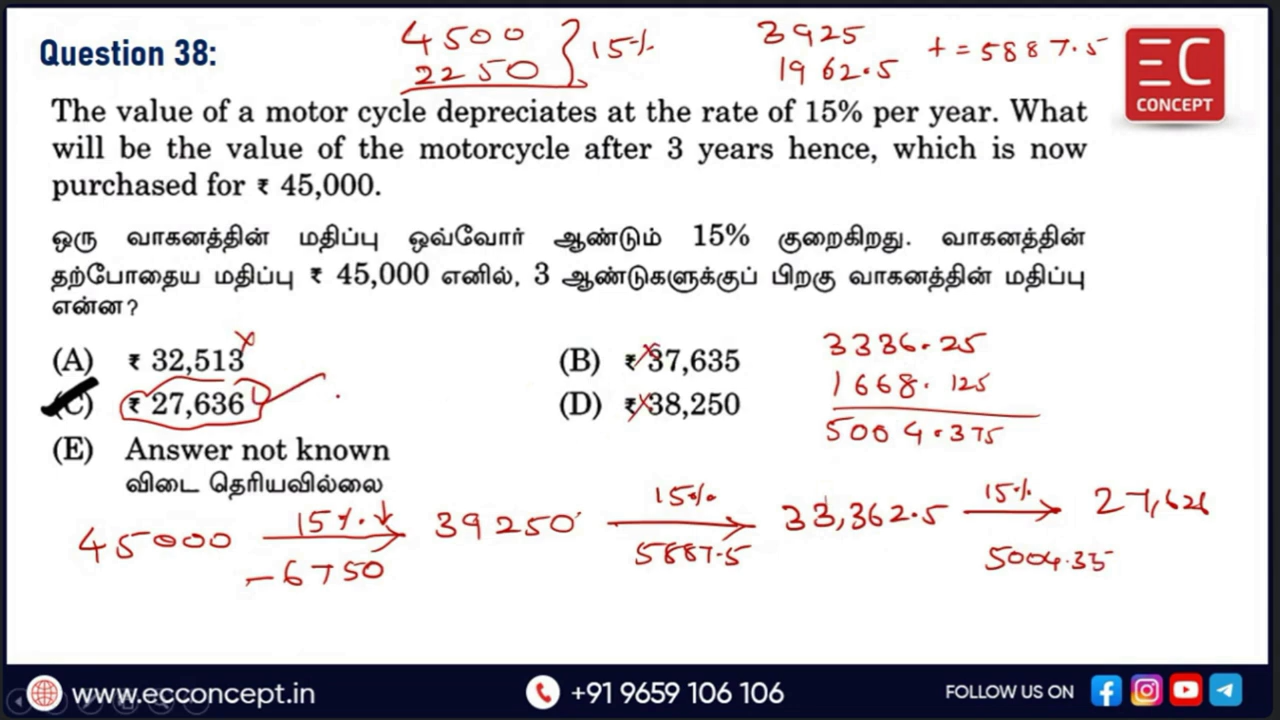 4500
2250 } 15%
3925
1962.5
+ = 5887.5
EC
CONCEPT
Question 38:
The value of a motor cycle depreciates at the rate of 15% per year. What
will be the value of the motorcycle after 3 years hence, which is now
purchased for ₹ 45,000.
ஒரு வாகனத்தின் மதிப்பு ஒவ்வோர் ஆண்டும் 15% குறைகிறது. வாகனத்தின்
தற்போதைய மதிப்பு ₹ 45,000 எனில், 3 ஆண்டுகளுக்குப் பிறகு வாகனத்தின் மதிப்பு
என்ன?
(A) ₹ 32,513 (B) ₹ 37,635
(C) ₹ 27,636 (D) ₹ 38,250
(E) Answer not known
விடை தெரியவில்லை
3336.25
1668.125
5004.375
15%
15%
15%
45000 39250 33,362.5
-6750
5887.5
www.ecconcept.in +91 9659 106 106 FOLLOW US ON